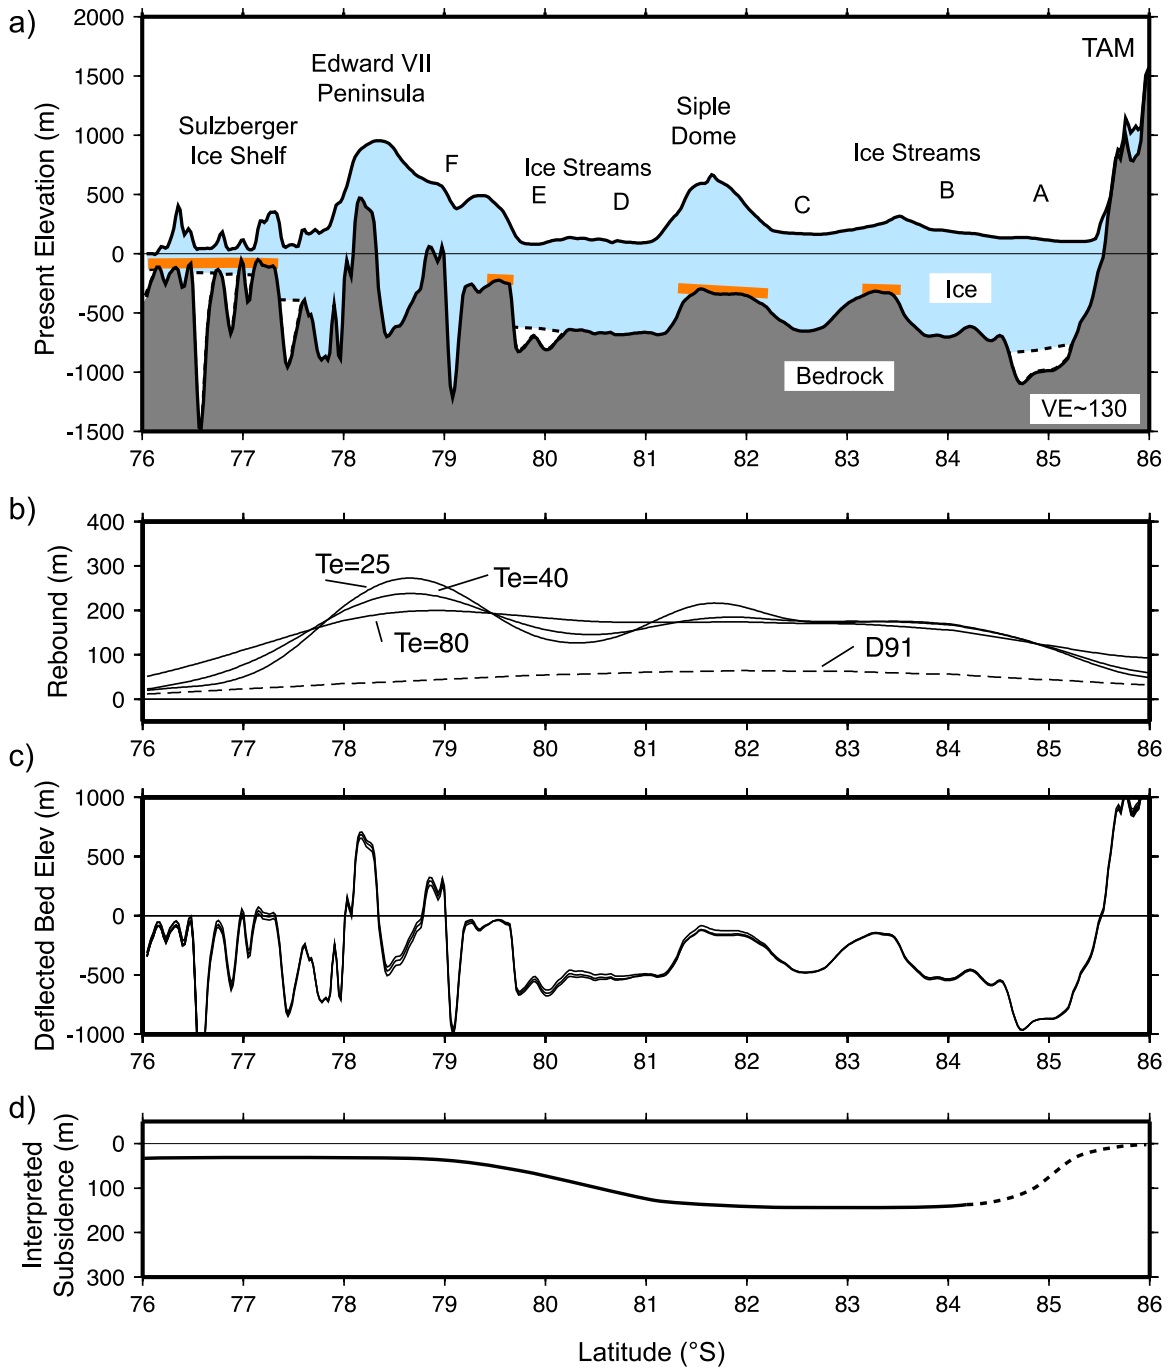 a)
2000
1500
1000
500
0
-500
-1000
-1500
Present Elevation (m)
Sulzberger
Ice Shelf
Edward VII
Peninsula
F
Ice Streams
E
D
Siple
Dome
C
Ice Streams
B
A
TAM
Ice
Bedrock
VE~130
76 77 78 79 80 81 82 83 84 85 86
b)
400
300
200
100
0
Rebound (m)
Te=25
Te=40
Te=80
D91
76 77 78 79 80 81 82 83 84 85 86
c)
1000
500
0
-500
-1000
Deflected Bed Elev (m)
76 77 78 79 80 81 82 83 84 85 86
d)
0
100
200
300
Interpreted
Subsidence (m)
76 77 78 79 80 81 82 83 84 85 86
Latitude (°S)